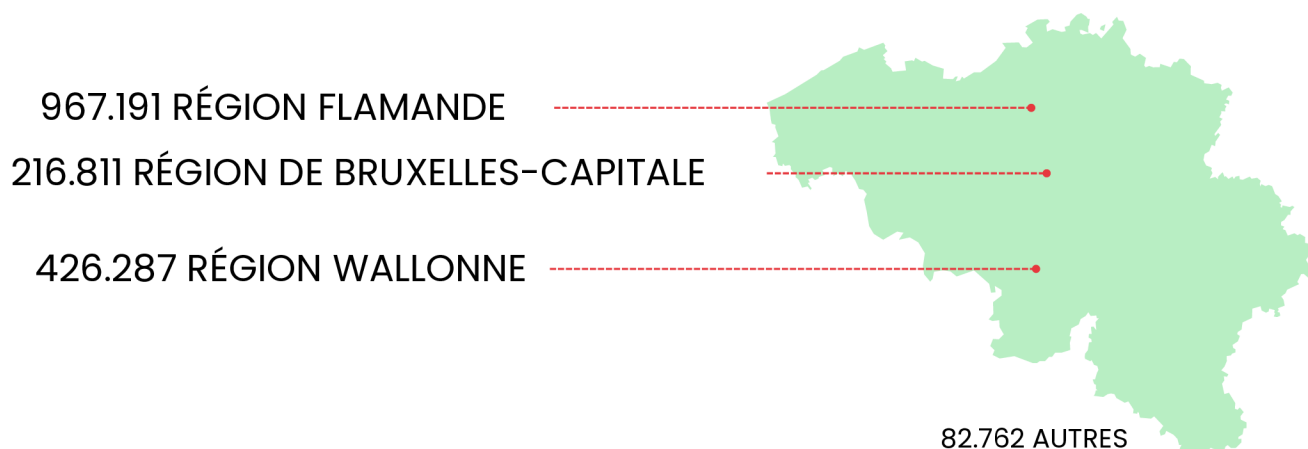 967.191 RÉGION FLAMANDE
216.811 RÉGION DE BRUXELLES-CAPITALE
426.287 RÉGION WALLONNE
82.762 AUTRES